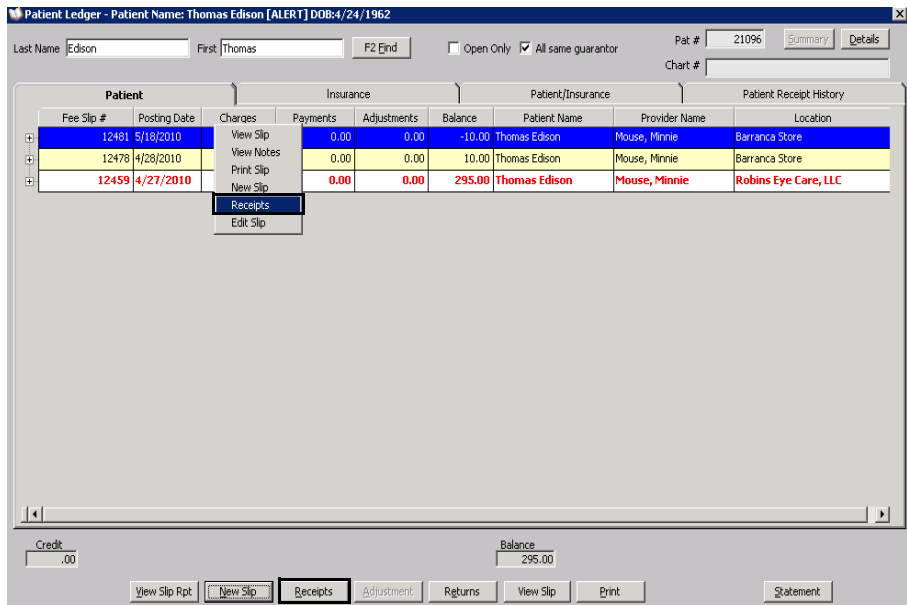 Patient Ledger - Patient Name: Thomas Edison [ALERT] DOB:4/24/1962
Last Name Edison First Thomas F2 Find Open Only All same guarantor Pat # 21096 Summary Details
Chart #
Patient Insurance Patient/Insurance Patient Receipt History
Fee Slip # Posting Date Charges Payments Adjustments Balance Patient Name Provider Name Location
12481 5/18/2010 0.00 0.00 -10.00 Thomas Edison Mouse, Minnie Barranca Store
12478 4/28/2010 0.00 0.00 10.00 Thomas Edison Mouse, Minnie Barranca Store
12459 4/27/2010 0.00 0.00 295.00 Thomas Edison Mouse, Minnie Robins Eye Care, LLC
View Slip
View Notes
Print Slip
New Slip
Receipts
Edit Slip
Credit Balance
.00 295.00
View Slip Rpt New Slip Receipts Adjustment Returns View Slip Print Statement